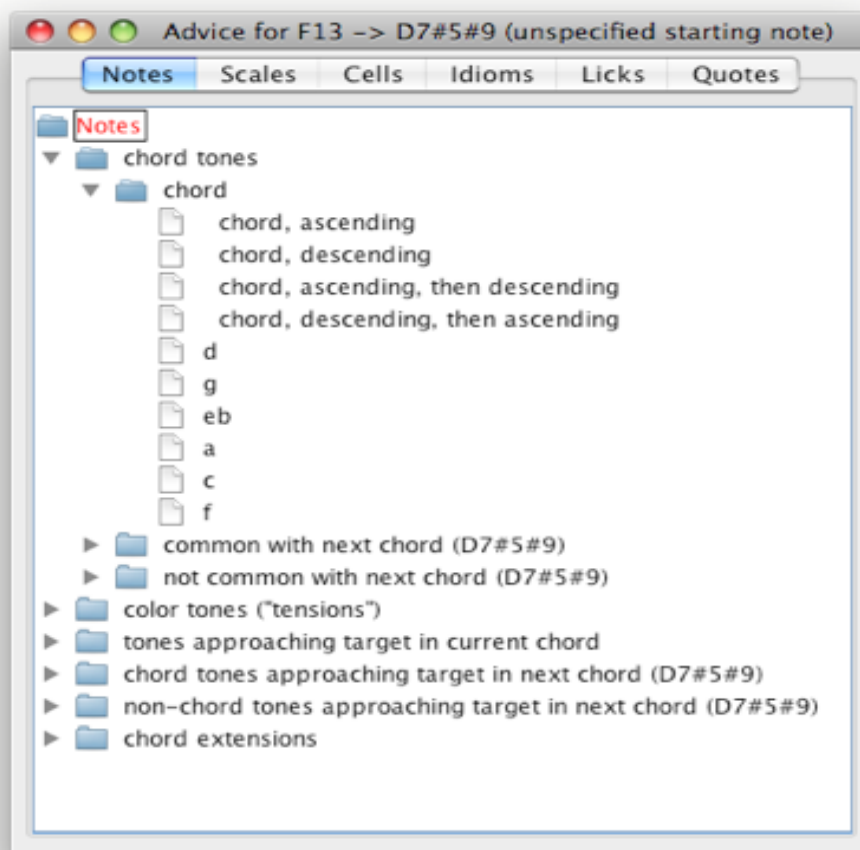 Advice for F13 -> D7#5#9 (unspecified starting note)
Notes Scales Cells Idioms Licks Quotes
Notes
chord tones
chord
chord, ascending
chord, descending
chord, ascending, then descending
chord, descending, then ascending
d
g
eb
a
c
f
common with next chord (D7#5#9)
not common with next chord (D7#5#9)
color tones ("tensions")
tones approaching target in current chord
chord tones approaching target in next chord (D7#5#9)
non-chord tones approaching target in next chord (D7#5#9)
chord extensions